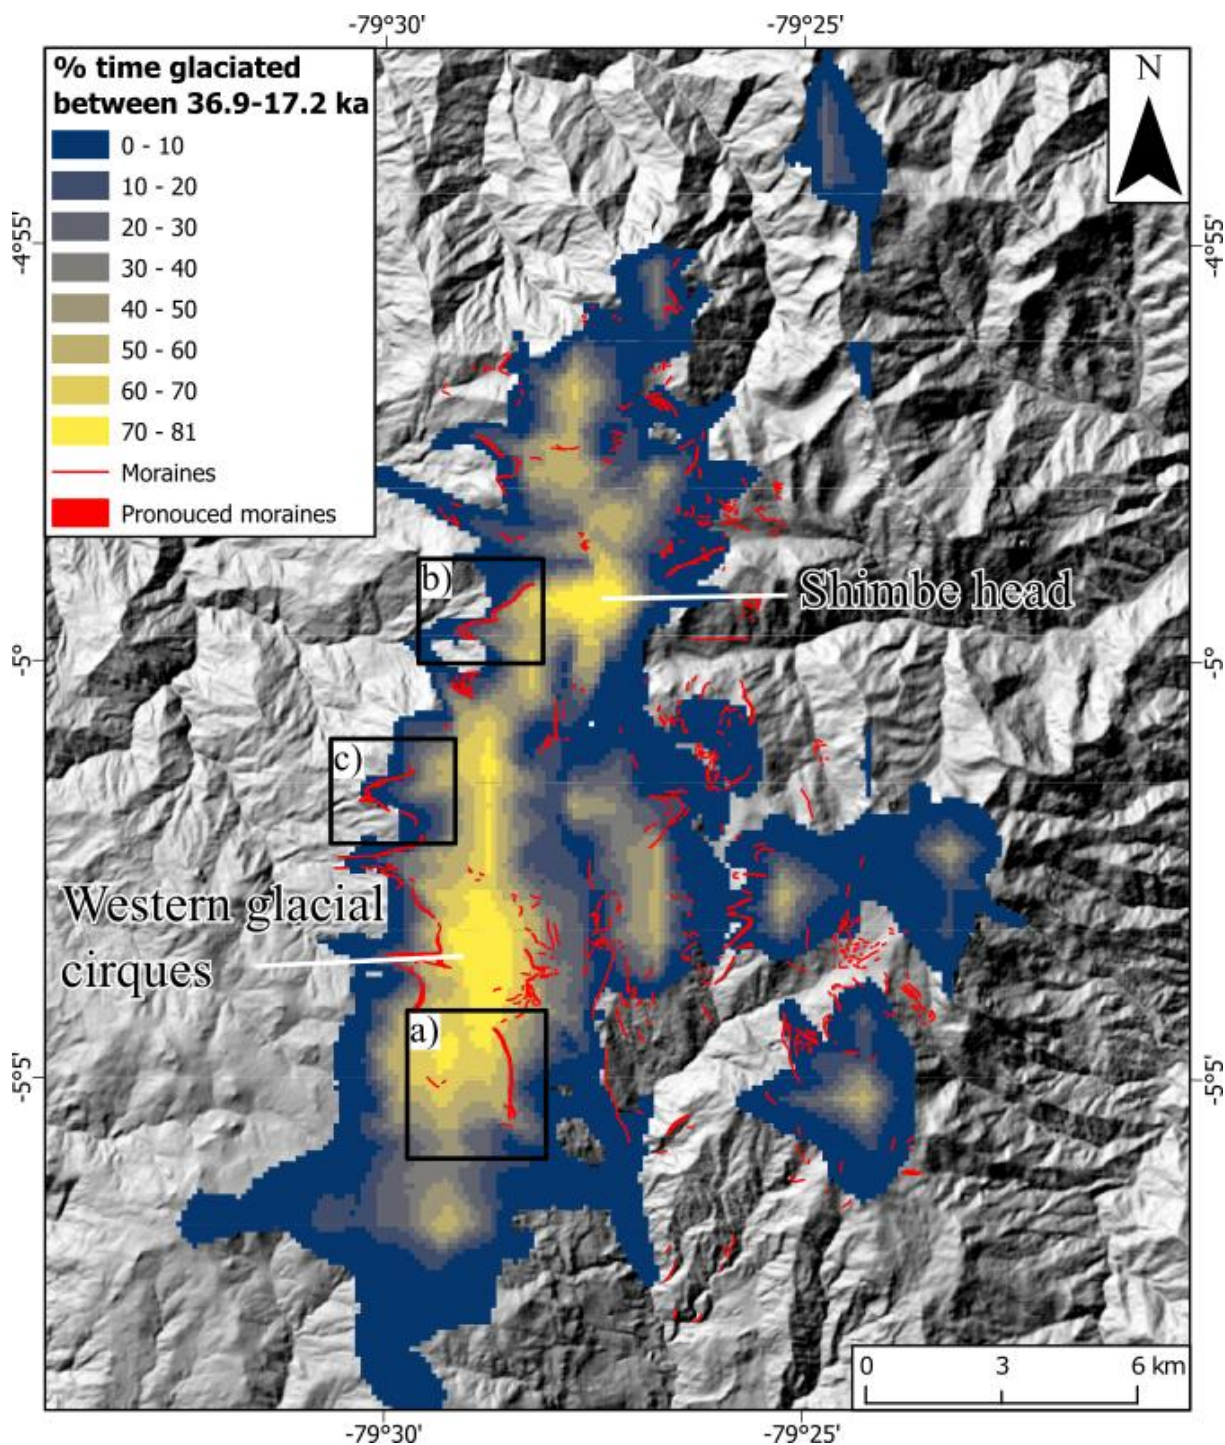 -79°30'
-79°25'
% time glaciated
between 36.9-17.2 ka
0 - 10
10 - 20
20 - 30
30 - 40
40 - 50
50 - 60
60 - 70
70 - 81
Moraines
Pronouced moraines
N
-4°55'
-4°55'
b)
Shimbe head
-5°
-5°
c)
Western glacial
cirques
a)
-5°5'
-5°5'
0 3 6 km
-79°30'
-79°25'